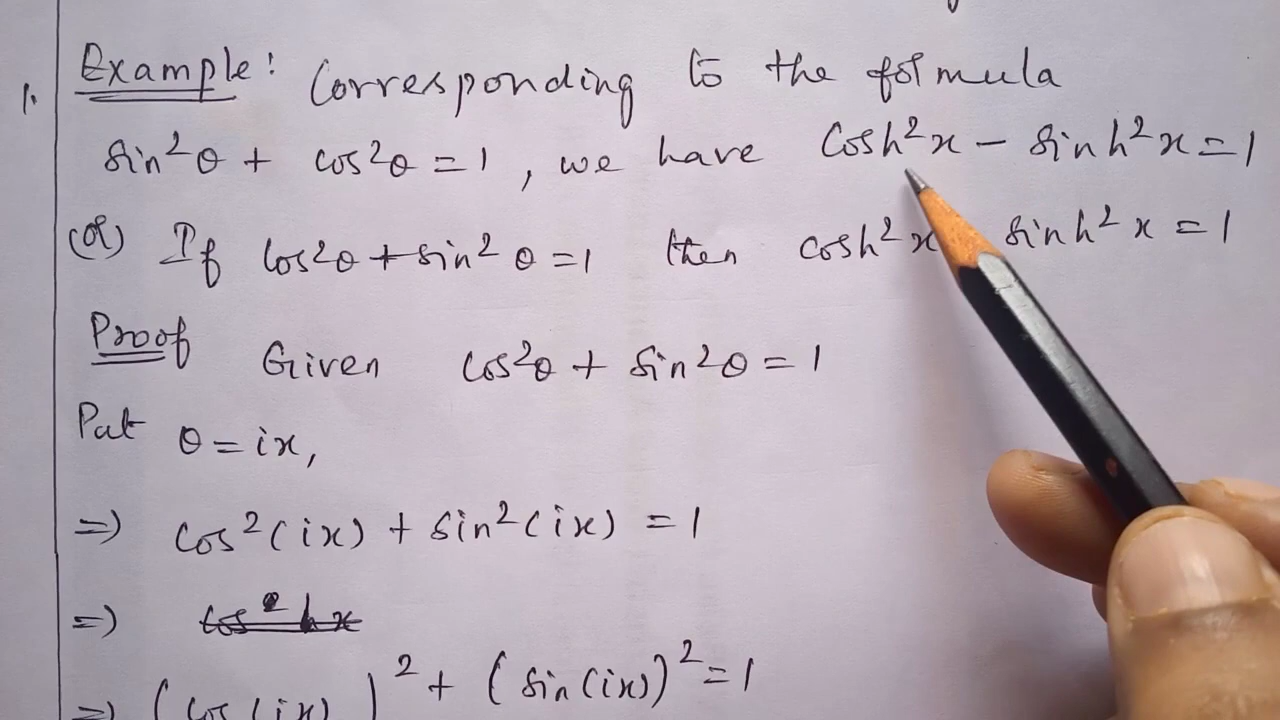 1. Example: Corresponding to the formula
sin²θ + cos²θ = 1, we have cosh²x - sinh²x = 1
(or) If cos²θ + sin²θ = 1 then cosh²x sinh²x = 1
Proof Given cos²θ + sin²θ = 1
Put θ = ix,
=> cos²(ix) + sin²(ix) = 1
=> cos²hx
=> (cos(ix))² + (sin(ix))² = 1